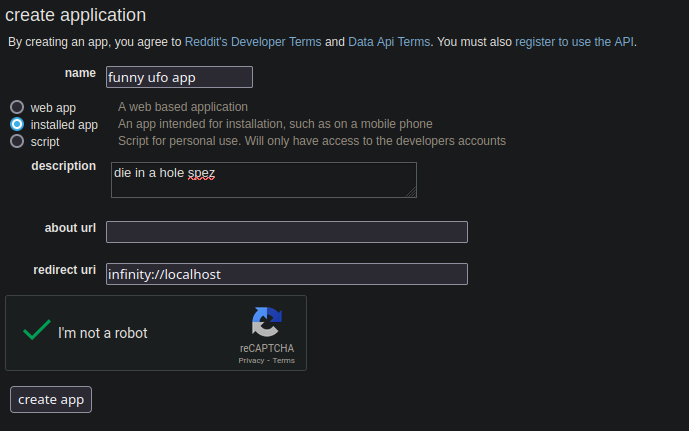 create application
By creating an app, you agree to Reddit's Developer Terms and Data Api Terms. You must also register to use the API.
name funny ufo app
web app A web based application
installed app An app intended for installation, such as on a mobile phone
script Script for personal use. Will only have access to the developers accounts
description die in a hole spez
about url
redirect uri infinity://localhost
I'm not a robot
reCAPTCHA
Privacy - Terms
create app